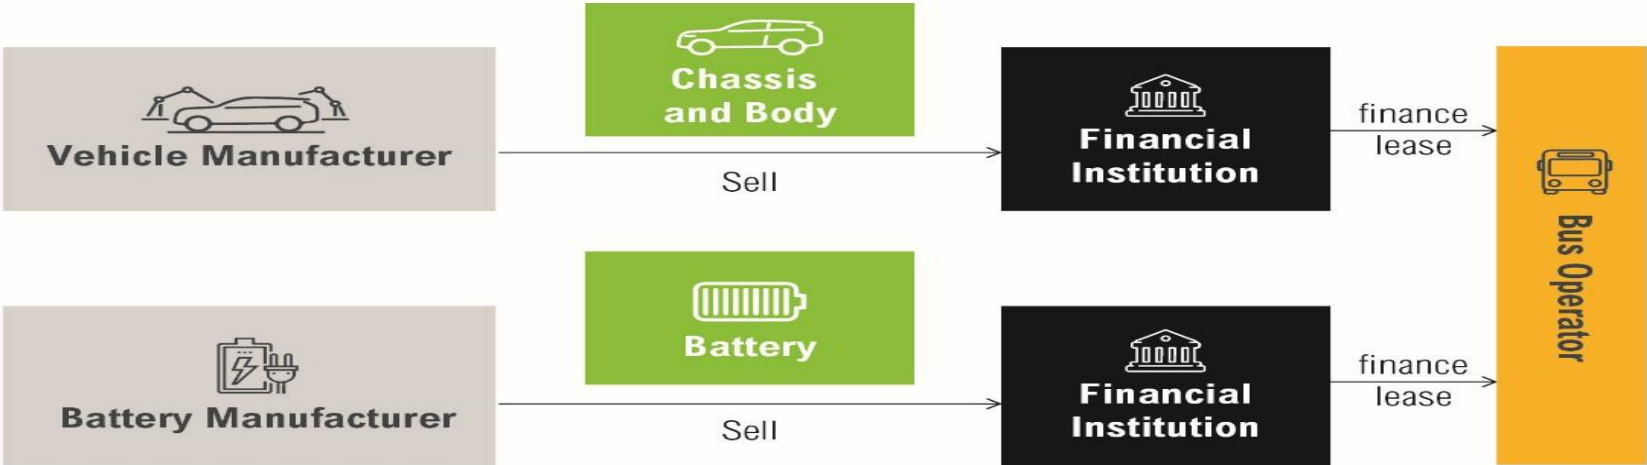 Chassis
and Body
Vehicle Manufacturer
Sell
Financial
Institution
finance
lease
Battery
Battery Manufacturer
Sell
Financial
Institution
finance
lease
Bus Operator